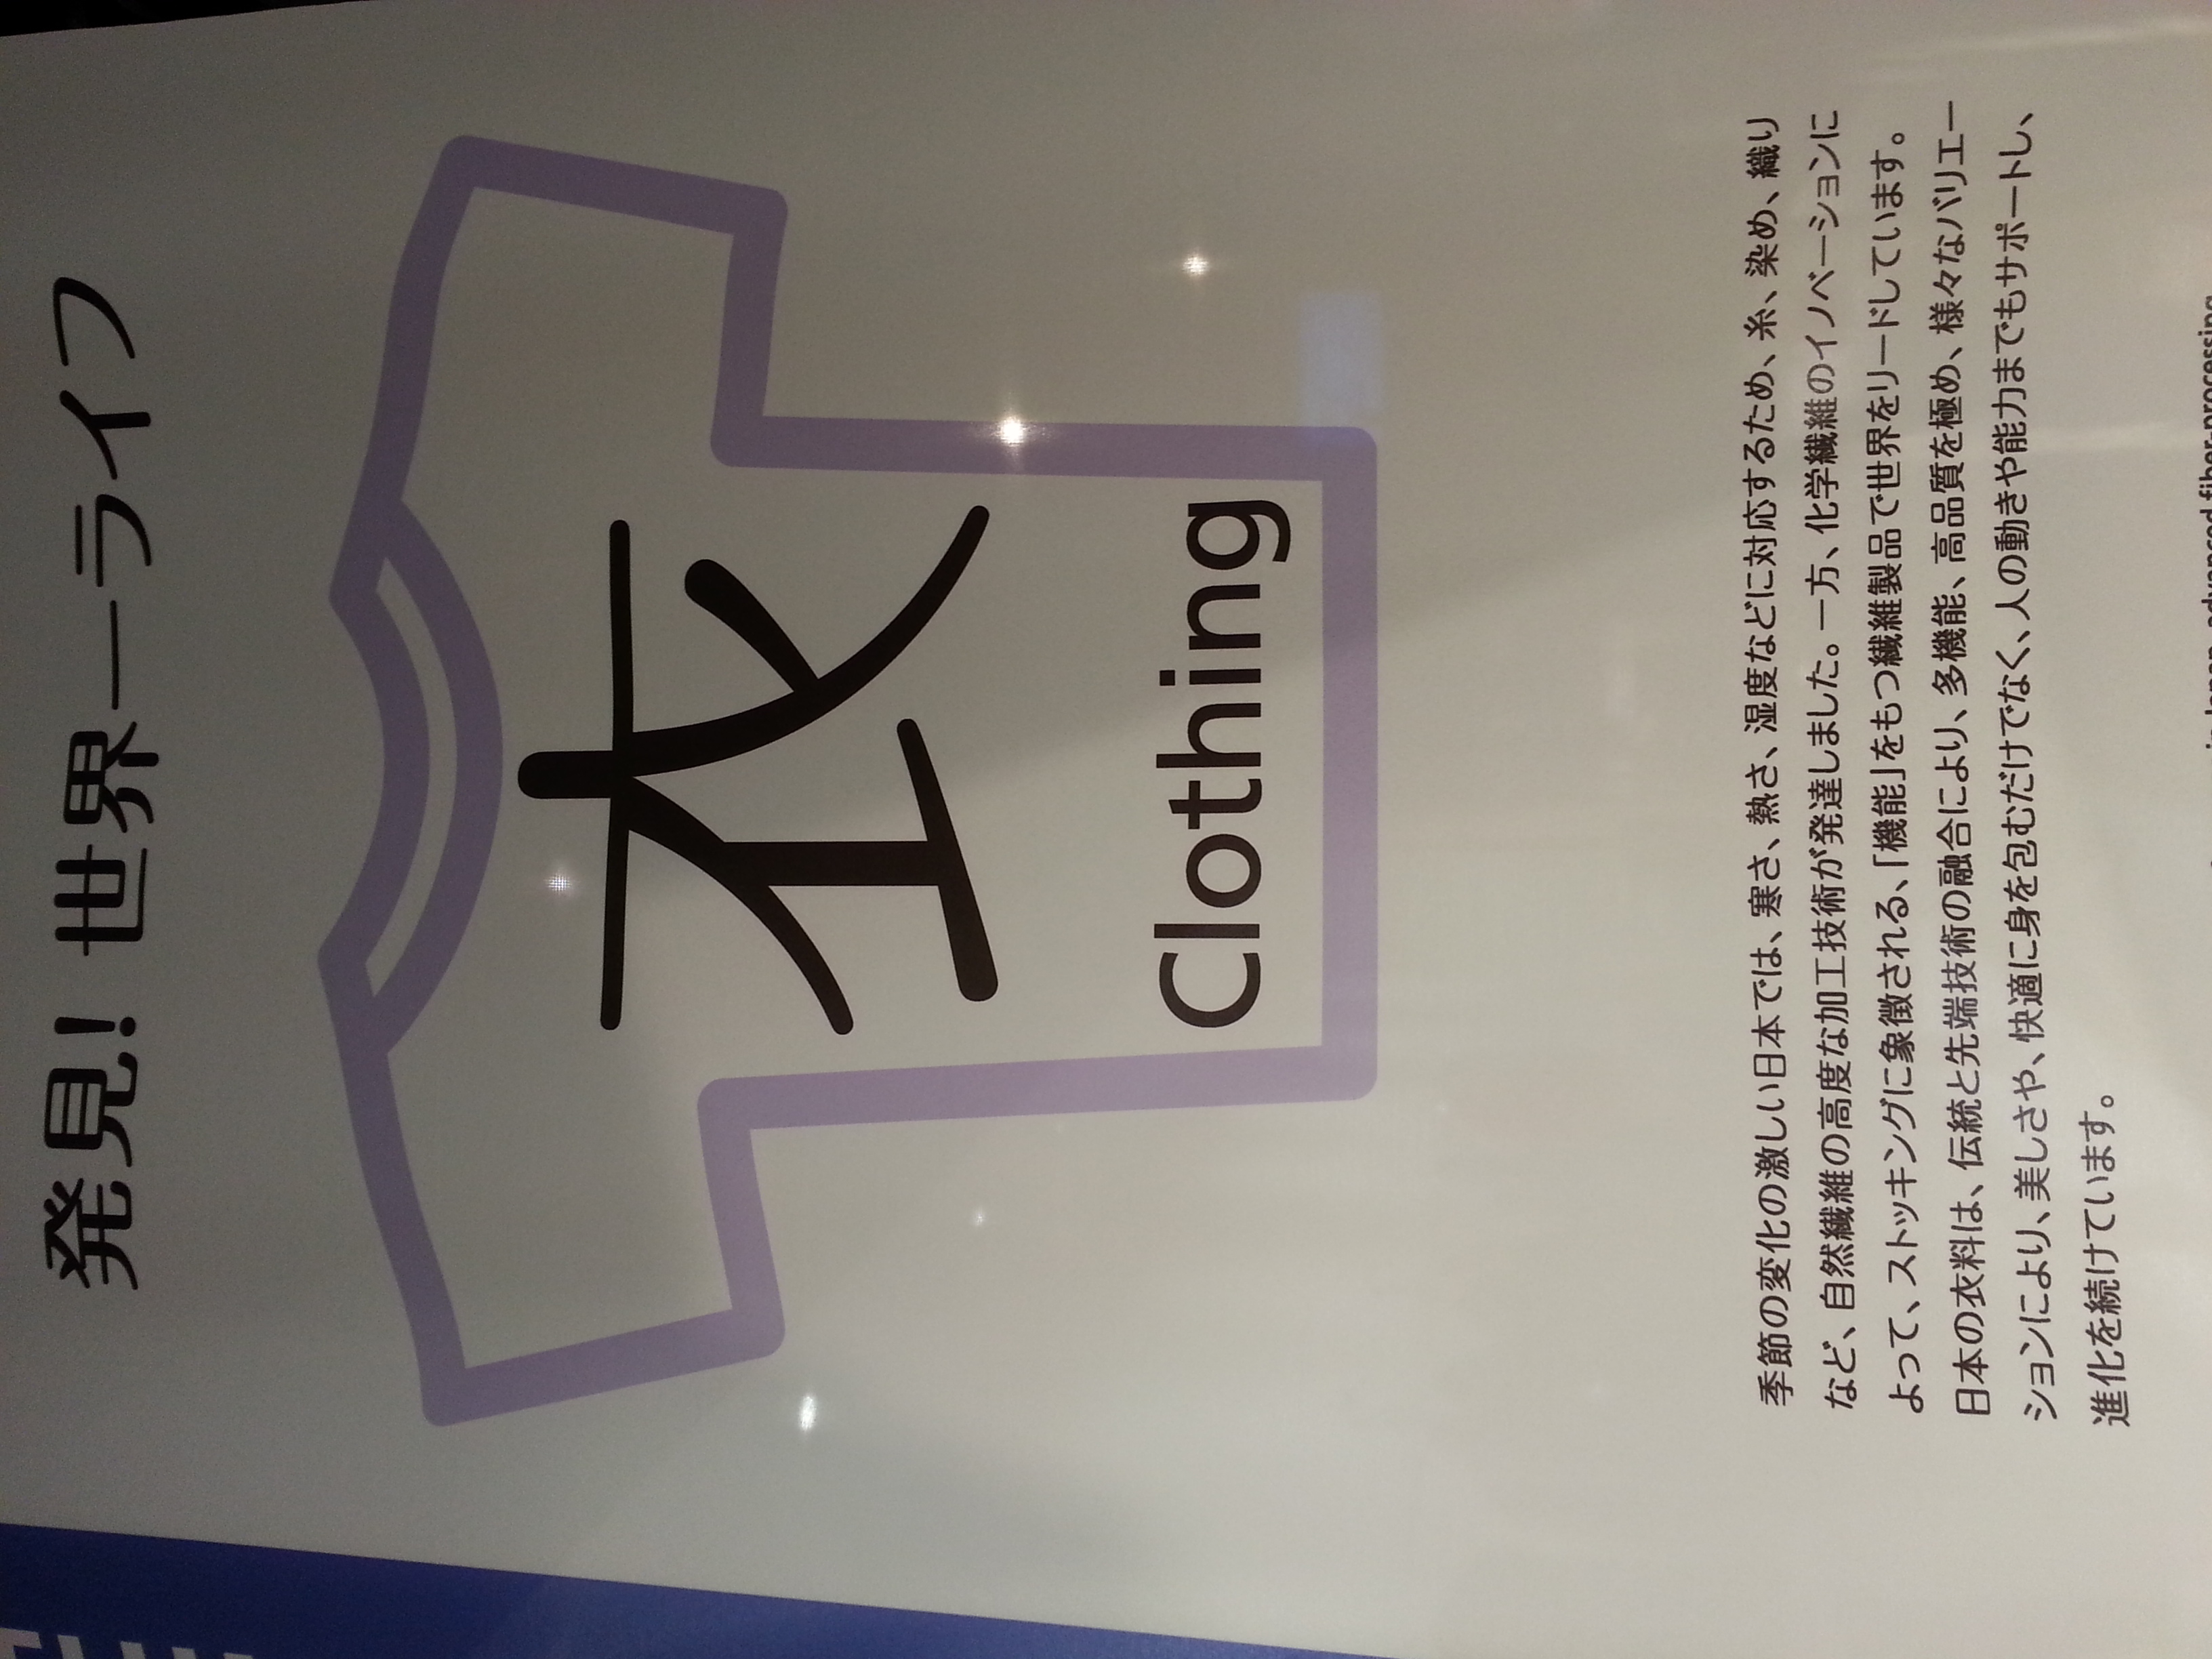 発見！世界一ライフ
衣
Clothing
季節の変化の激しい日本では、寒さ、熱さ、湿度などに対応するため、糸、染め、織り
など、自然繊維の高度な加工技術が発達しました。一方、化学繊維のイノベーションに
よって、ストッキングに象徴される、「機能」をもつ繊維製品で世界をリードしています。
日本の衣料は、伝統と先端技術の融合により、多機能、高品質を極め、様々なバリエー
ションにより、美しさや、快適に身を包むだけでなく、人の動きや能力までもサポートし、
進化を続けています。
in Japan, advanced fiber-processing